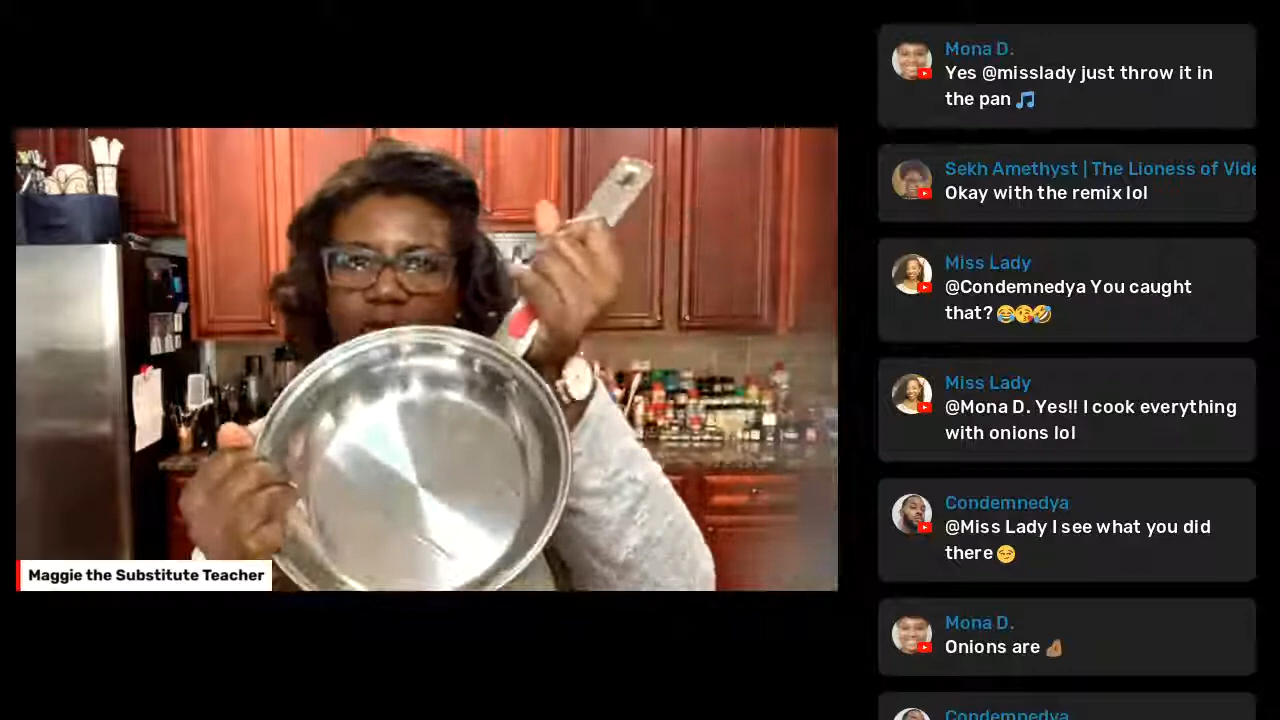 Mona D.
Yes @misslady just throw it in
the pan 🎵
Sekh Amethyst | The Lioness of Vide
Okay with the remix lol
Miss Lady
@Condemnedya You caught
that? 😂😘🤣
Miss Lady
@Mona D. Yes!! I cook everything
with onions lol
Condemnedya
@Miss Lady I see what you did
there 😏
Maggie the Substitute Teacher
Mona D.
Onions are 🤌🏾
Condemnedya